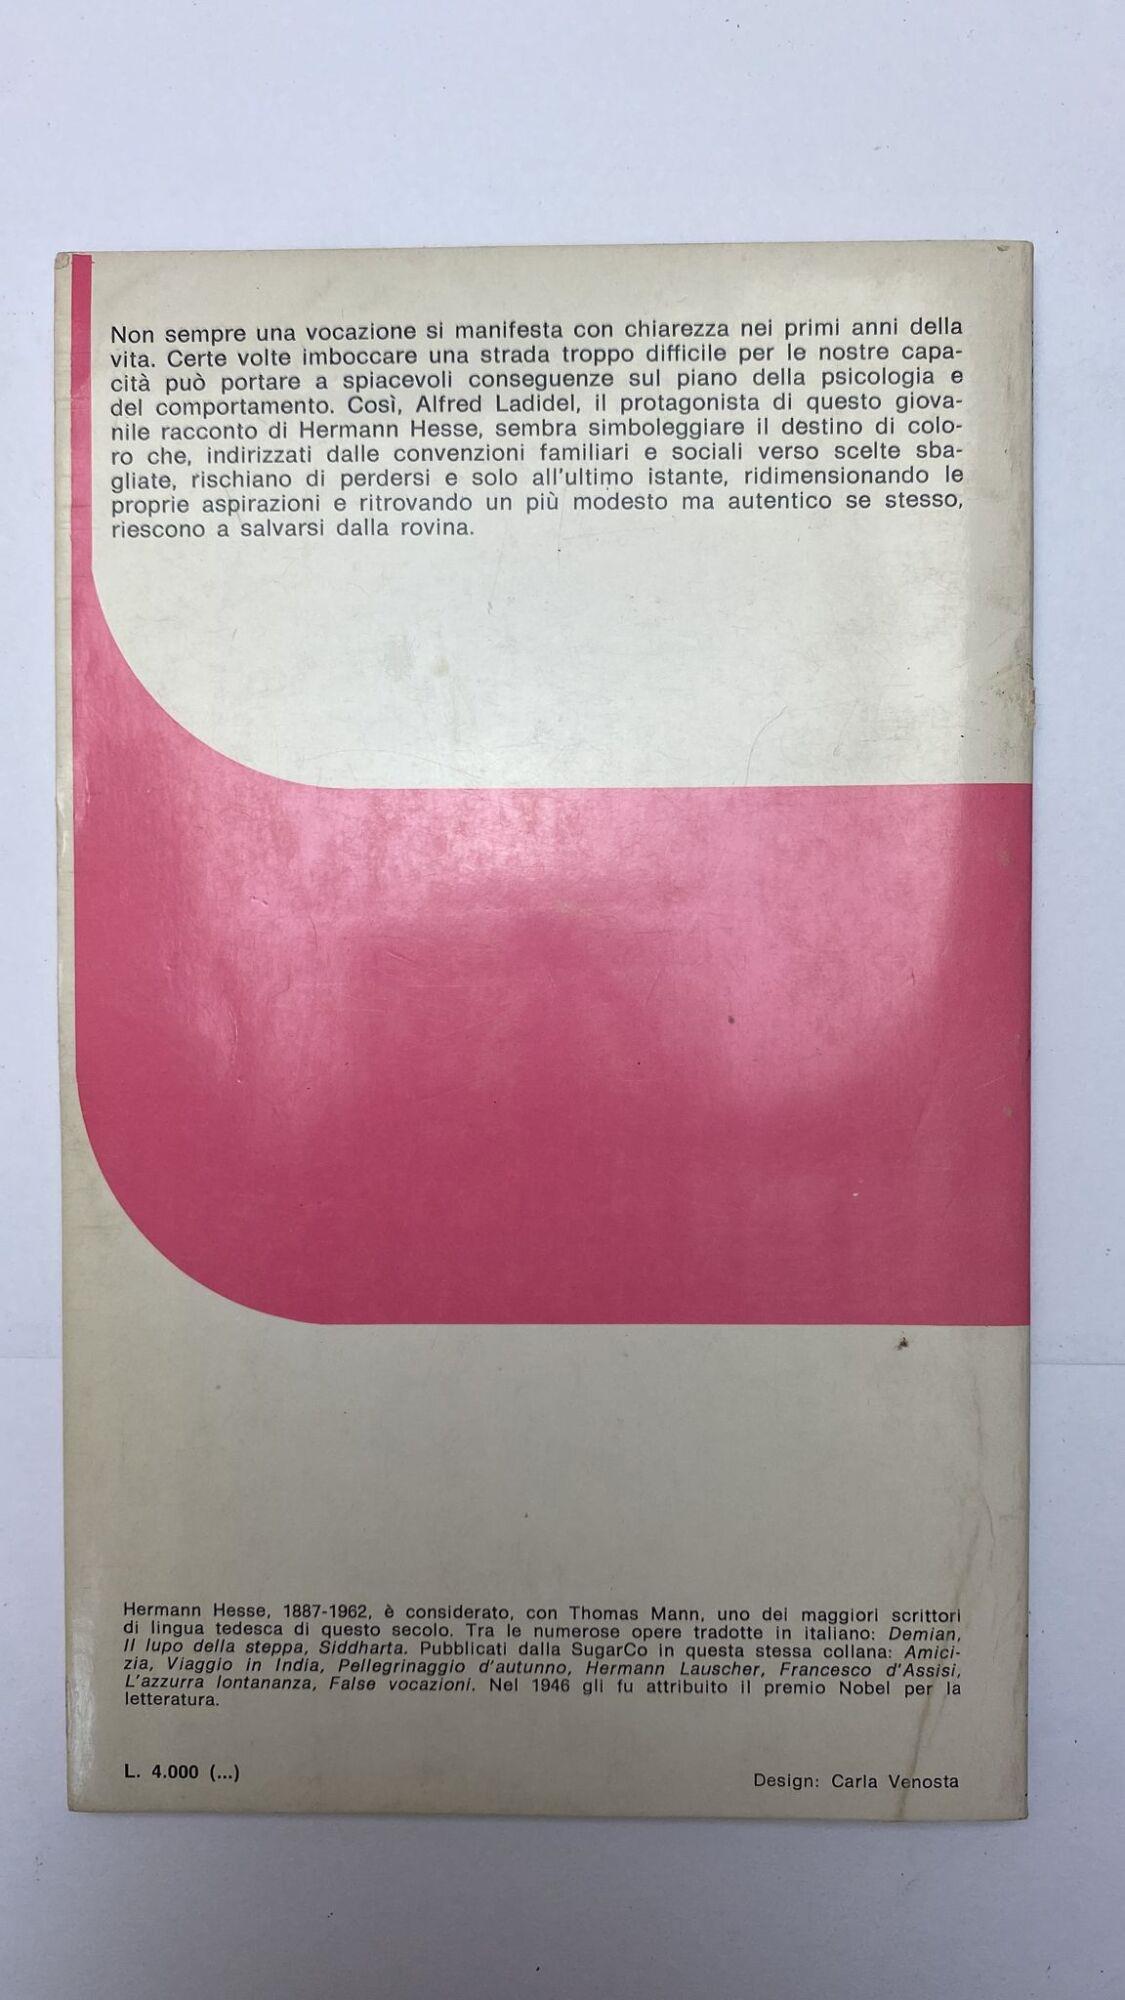 Non sempre una vocazione si manifesta con chiarezza nei primi anni della
vita. Certe volte imboccare una strada troppo difficile per le nostre capa-
cità può portare a spiacevoli conseguenze sul piano della psicologia e
del comportamento. Così, Alfred Ladidel, il protagonista di questo giova-
nile racconto di Hermann Hesse, sembra simboleggiare il destino di colo-
ro che, indirizzati dalle convenzioni familiari e sociali verso scelte sba-
gliate, rischiano di perdersi e solo all'ultimo istante, ridimensionando le
proprie aspirazioni e ritrovando un più modesto ma autentico se stesso,
riescono a salvarsi dalla rovina.
Hermann Hesse, 1887-1962, è considerato, con Thomas Mann, uno dei maggiori scrittori
di lingua tedesca di questo secolo. Tra le numerose opere tradotte in italiano: Demian,
Il lupo della steppa, Siddharta. Pubblicati dalla SugarCo in questa stessa collana: Amici-
zia, Viaggio in India, Pellegrinaggio d'autunno, Hermann Lauscher, Francesco d'Assisi,
L'azzurra lontananza, False vocazioni. Nel 1946 gli fu attribuito il premio Nobel per la
letteratura.
L. 4.000 (...)
Design: Carla Venosta